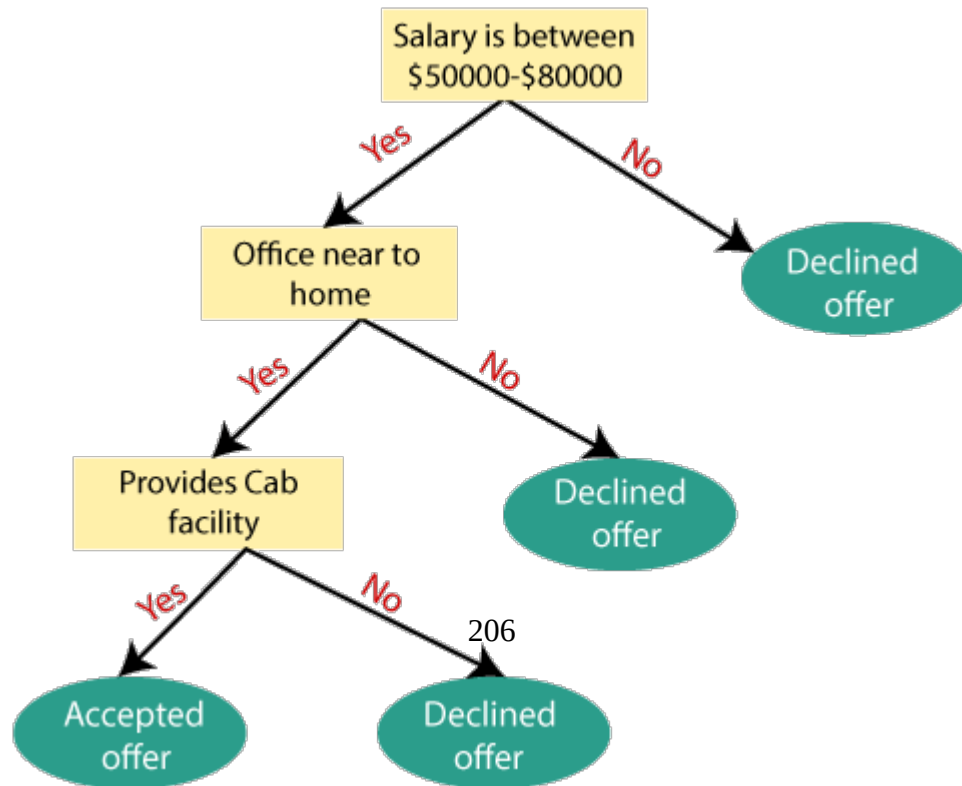 Salary is between
$50000-$80000
Yes
No
Office near to
home
Declined
offer
Yes
No
Provides Cab
facility
Declined
offer
Yes
No
206
Accepted
offer
Declined
offer